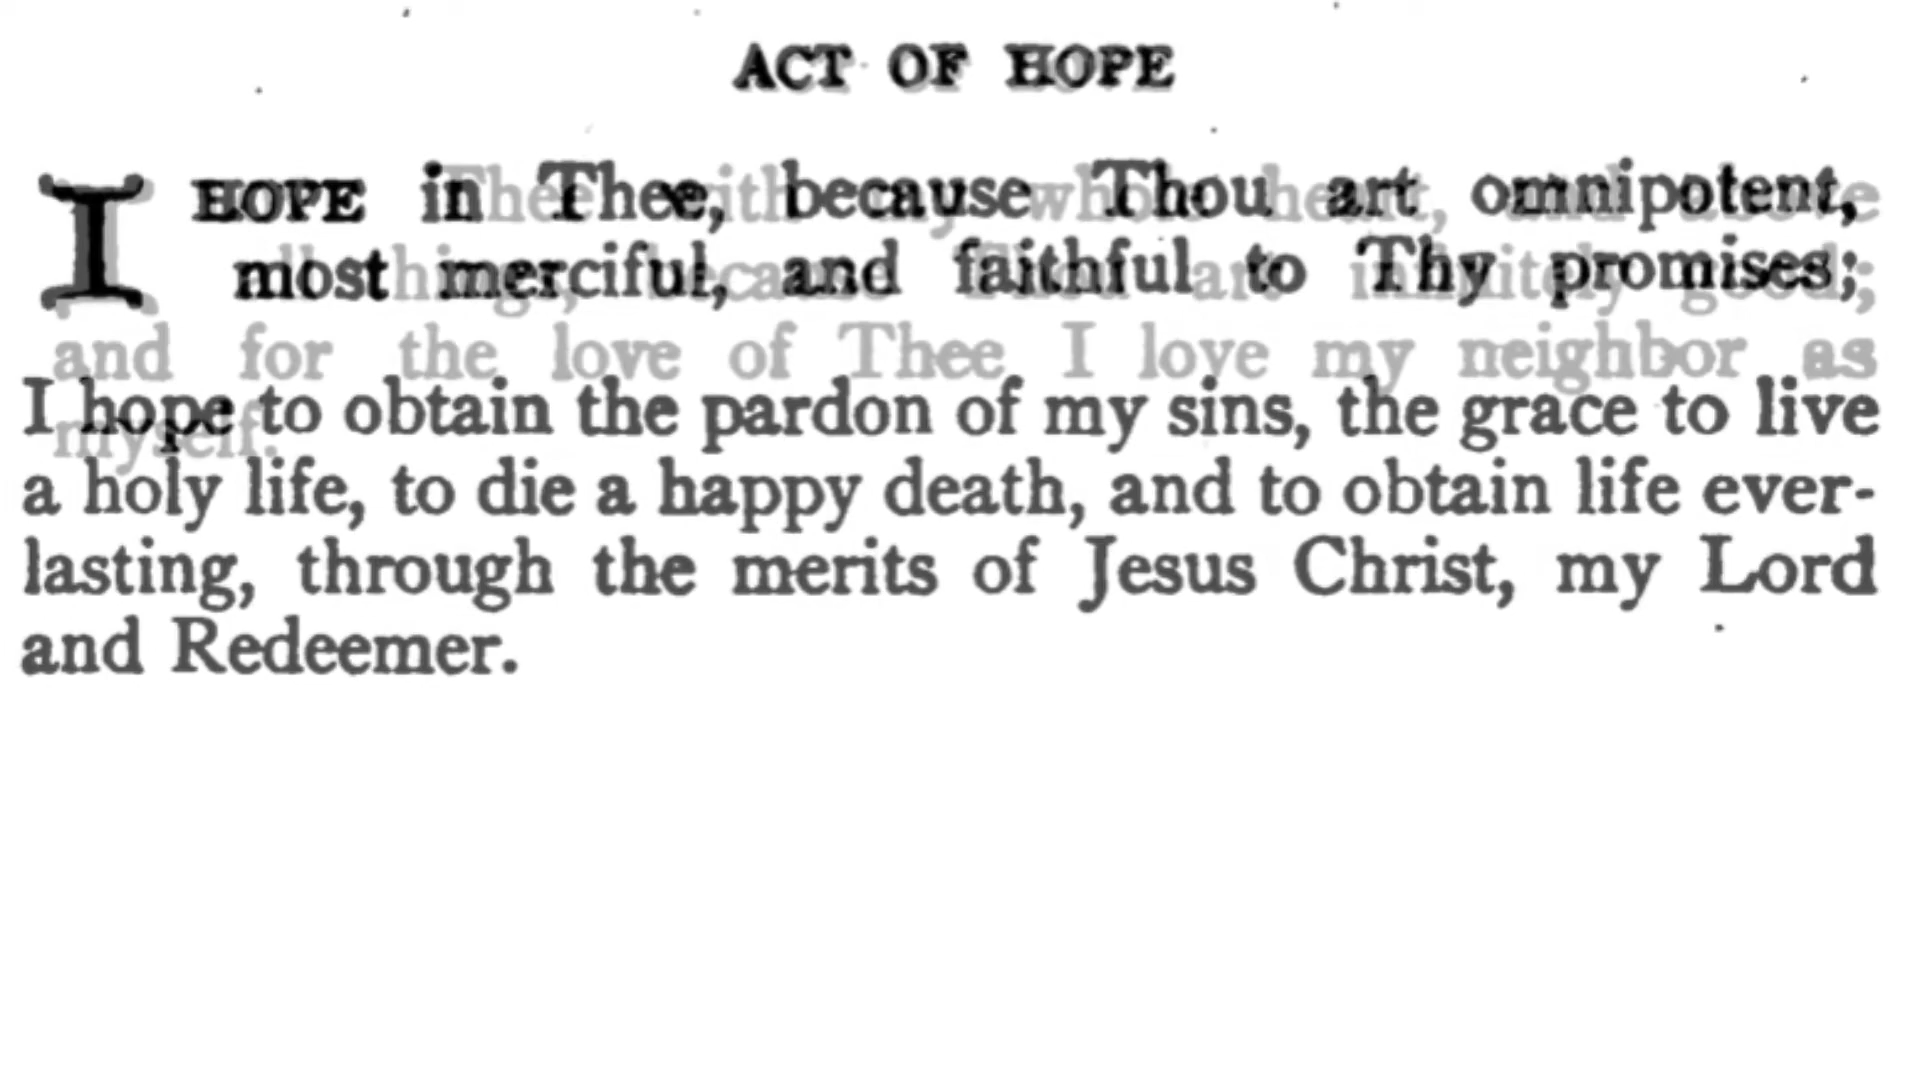 ACT OF HOPE
I HOPE in Thee, because Thou art omnipotent,
most merciful, and faithful to Thy promises;
and for the love of Thee I love my neighbor as
myself.
I hope to obtain the pardon of my sins, the grace to live
a holy life, to die a happy death, and to obtain life ever-
lasting, through the merits of Jesus Christ, my Lord
and Redeemer.